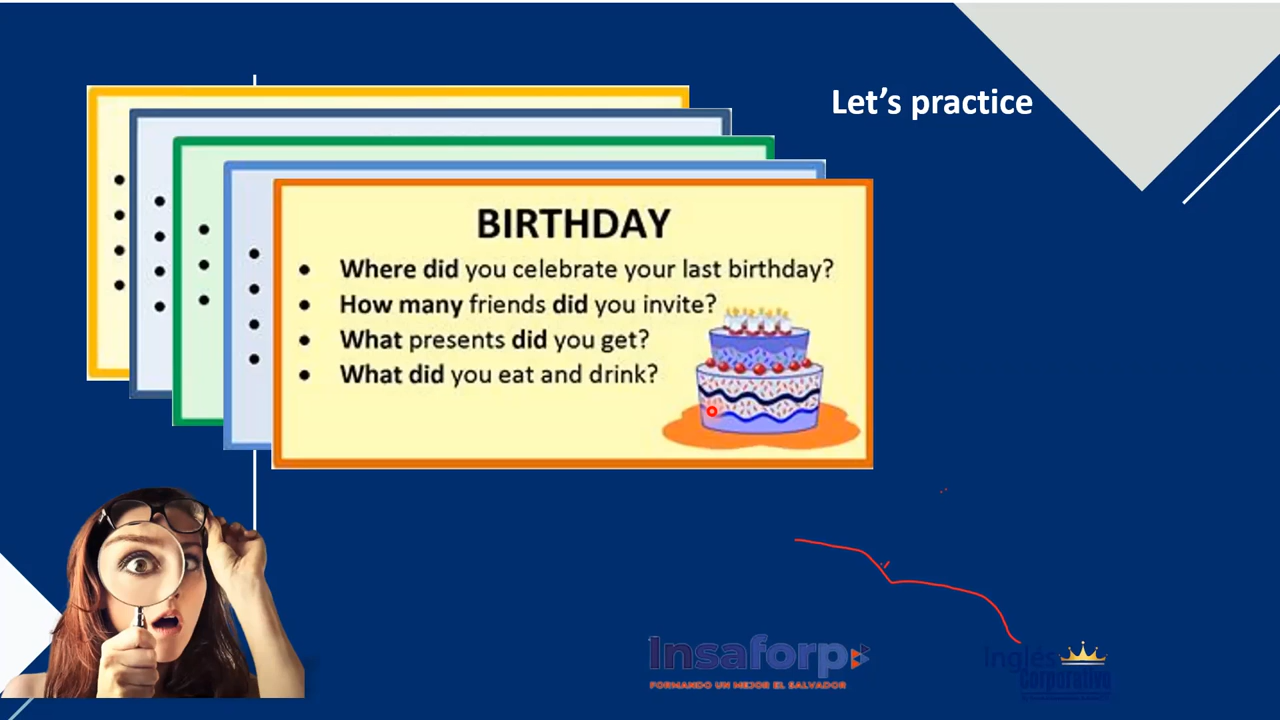 Let's practice
BIRTHDAY
• Where did you celebrate your last birthday?
• How many friends did you invite?
• What presents did you get?
• What did you eat and drink?
Insaforp
FORMANDO UN MEJOR EL SALVADOR
Inglés
corporativo